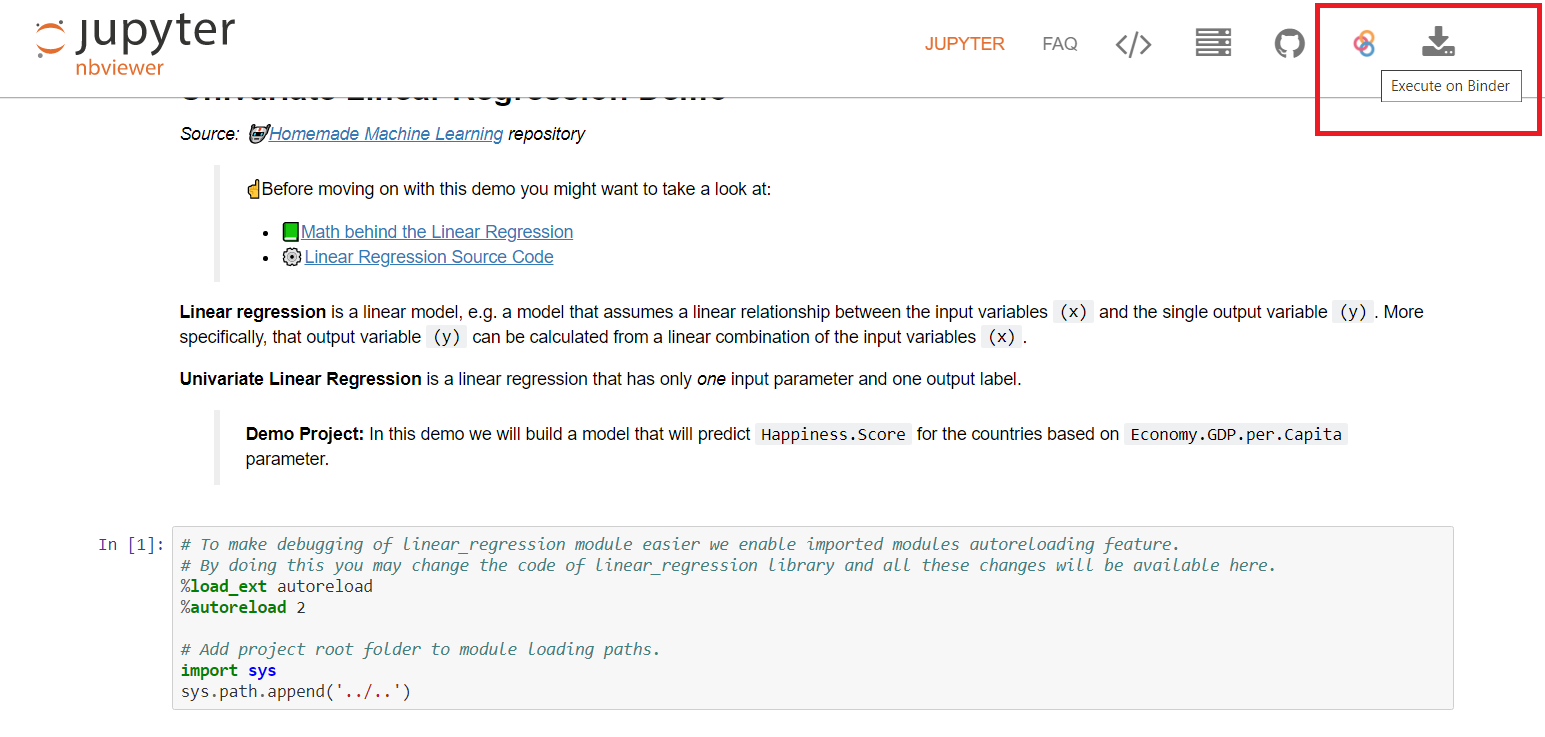 jupyter
nbviewer
JUPYTER FAQ </>
Execute on Binder
Univariate Linear Regression Demo
Source: Homemade Machine Learning repository
☝Before moving on with this demo you might want to take a look at:
Math behind the Linear Regression
Linear Regression Source Code
Linear regression is a linear model, e.g. a model that assumes a linear relationship between the input variables (x) and the single output variable (y). More
specifically, that output variable (y) can be calculated from a linear combination of the input variables (x).
Univariate Linear Regression is a linear regression that has only one input parameter and one output label.
Demo Project: In this demo we will build a model that will predict Happiness.Score for the countries based on Economy.GDP.per.Capita
parameter.
In [1]: # To make debugging of linear_regression module easier we enable imported modules autoreloading feature.
# By doing this you may change the code of linear_regression library and all these changes will be available here.
%load_ext autoreload
%autoreload 2
# Add project root folder to module loading paths.
import sys
sys.path.append('../..')